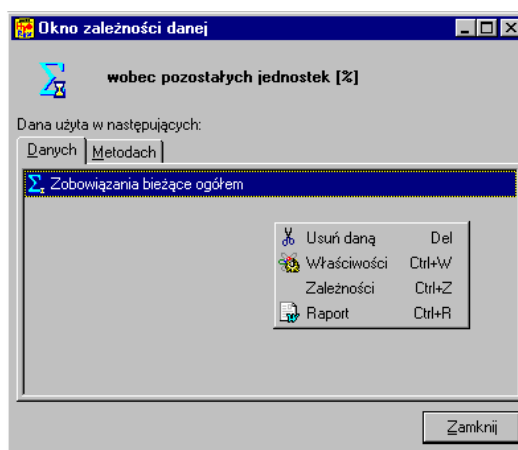 Okno zależności danej
wobec pozostałych jednostek [%]
Dana użyta w następujących:
Danych Metodach
Σ Zobowiązania bieżące ogółem
Usuń daną Del
Właściwości Ctrl+W
Zależności Ctrl+Z
Raport Ctrl+R
Zamknij